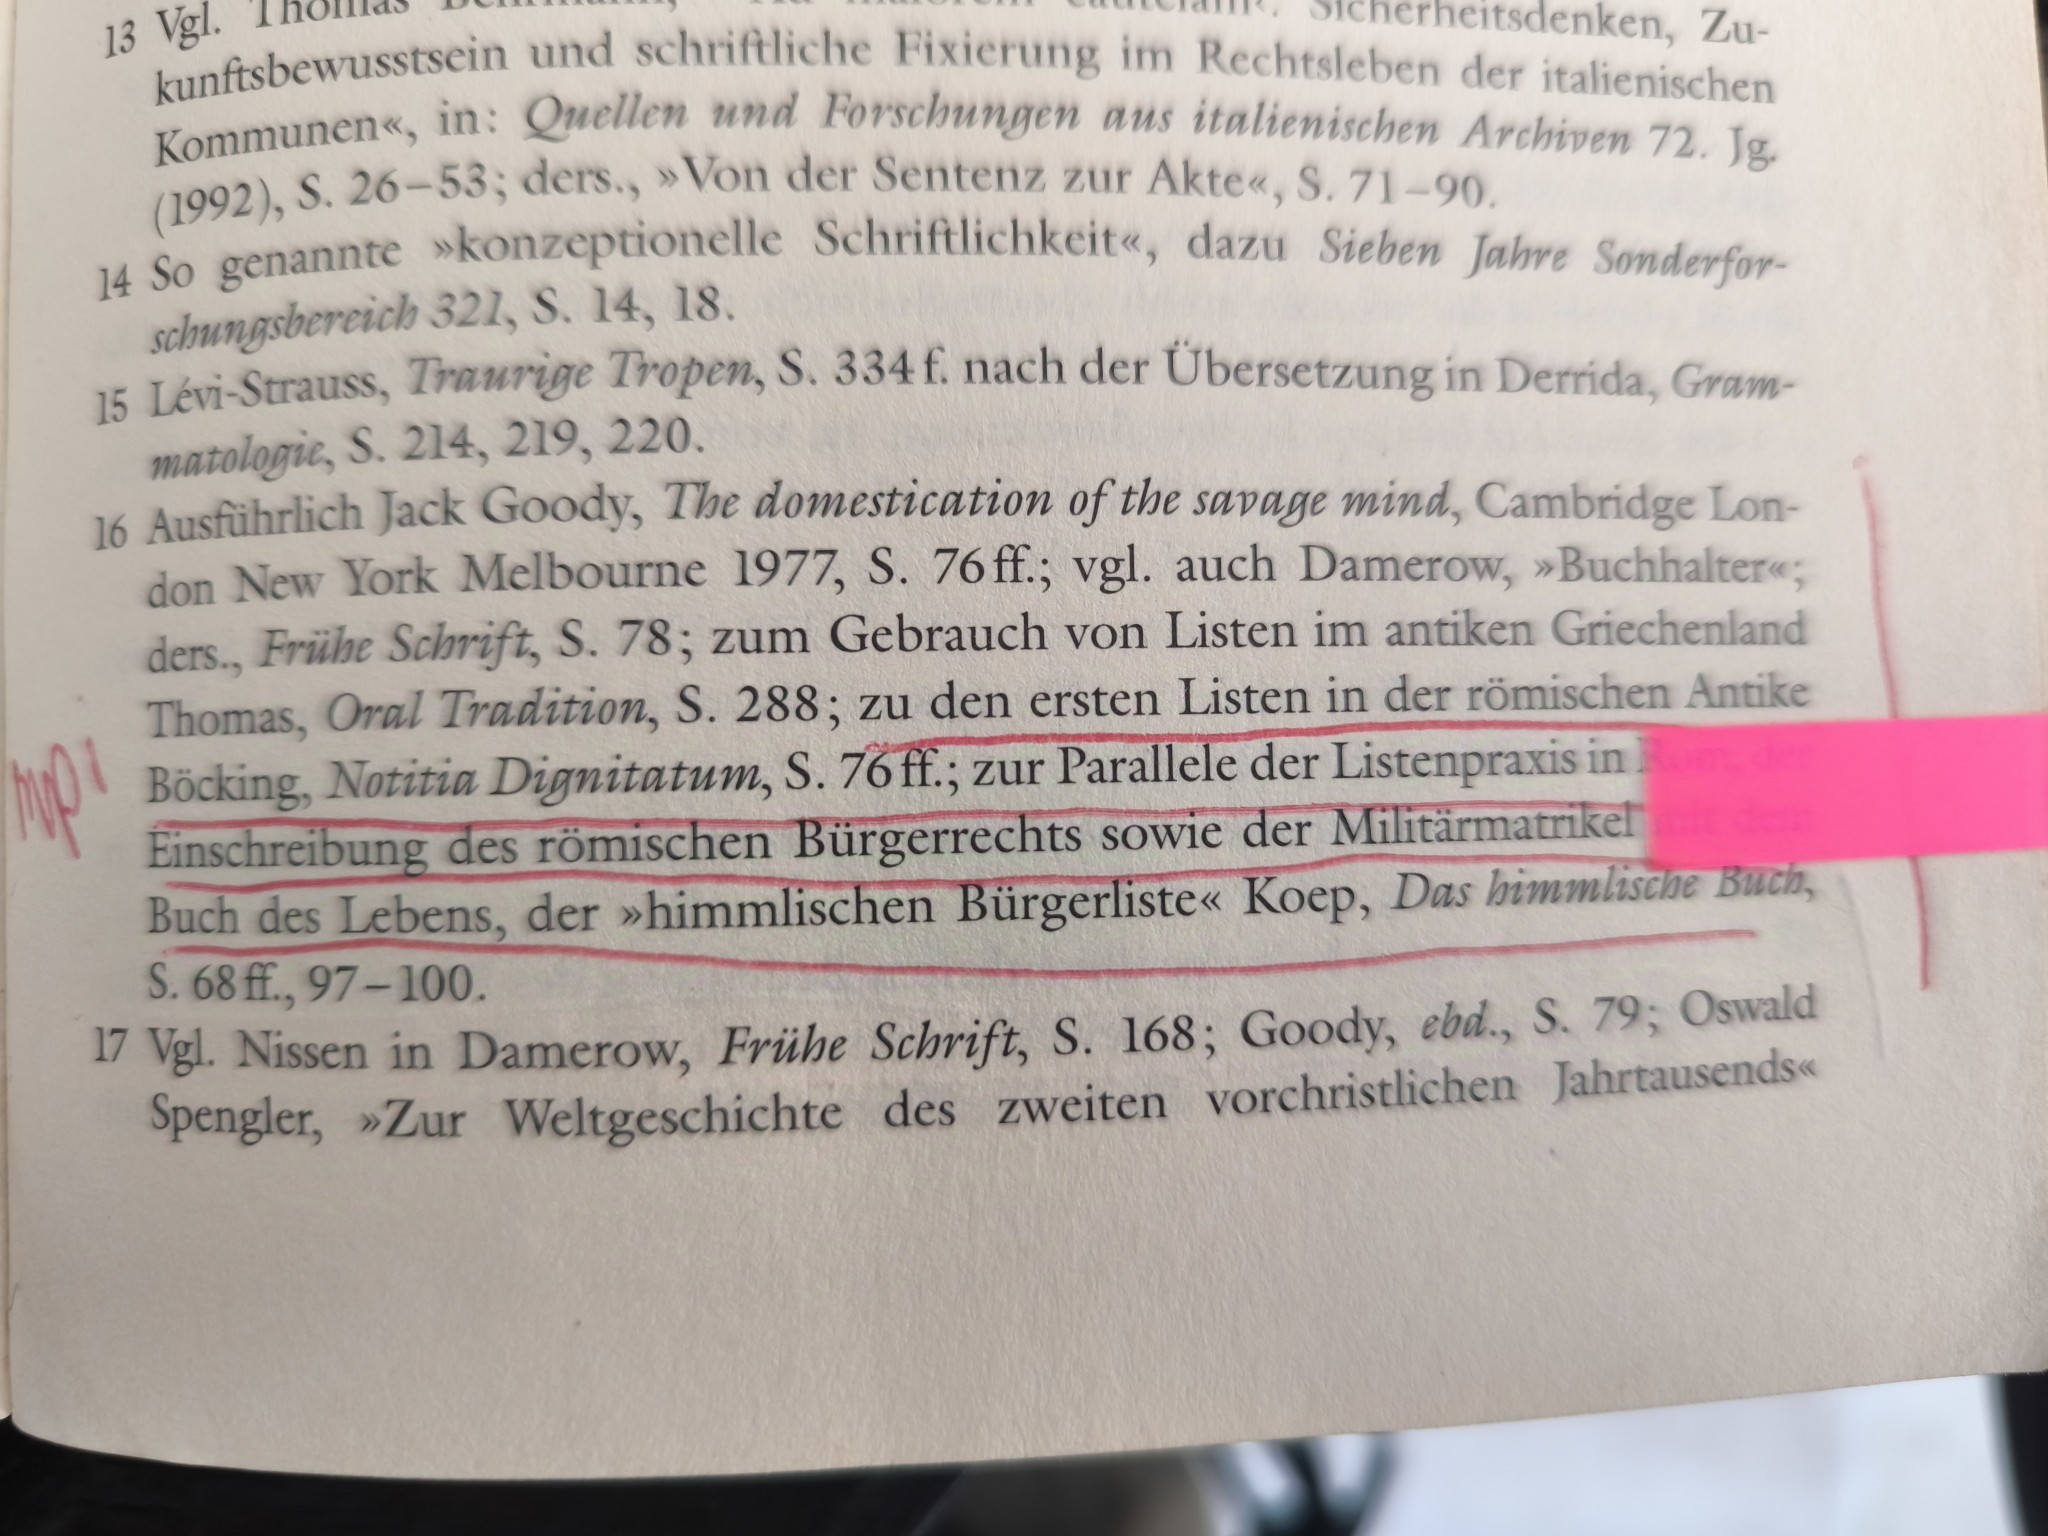 13 Vgl. Thomas Sicherheitsdenken, Zu-
kunftsbewusstsein und schriftliche Fixierung im Rechtsleben der italienischen
Kommunen«, in: Quellen und Forschungen aus italienischen Archiven 72. Jg.
(1992), S. 26–53; ders., »Von der Sentenz zur Akte«, S. 71–90.
14 So genannte »konzeptionelle Schriftlichkeit«, dazu Sieben Jahre Sonderfor-
schungsbereich 321, S. 14, 18.
15 Lévi-Strauss, Traurige Tropen, S. 334 f. nach der Übersetzung in Derrida, Gram-
matologie, S. 214, 219, 220.
16 Ausführlich Jack Goody, The domestication of the savage mind, Cambridge Lon-
don New York Melbourne 1977, S. 76 ff.; vgl. auch Damerow, »Buchhalter«;
ders., Frühe Schrift, S. 78; zum Gebrauch von Listen im antiken Griechenland
Thomas, Oral Tradition, S. 288; zu den ersten Listen in der römischen Antike
Böcking, Notitia Dignitatum, S. 76 ff.; zur Parallele der Listenpraxis in Rom, der
Einschreibung des römischen Bürgerrechts sowie der Militärmatrikel mit dem
Buch des Lebens, der »himmlischen Bürgerliste« Koep, Das himmlische Buch,
S. 68 ff., 97–100.
17 Vgl. Nissen in Damerow, Frühe Schrift, S. 168; Goody, ebd., S. 79; Oswald
Spengler, »Zur Weltgeschichte des zweiten vorchristlichen Jahrtausends«